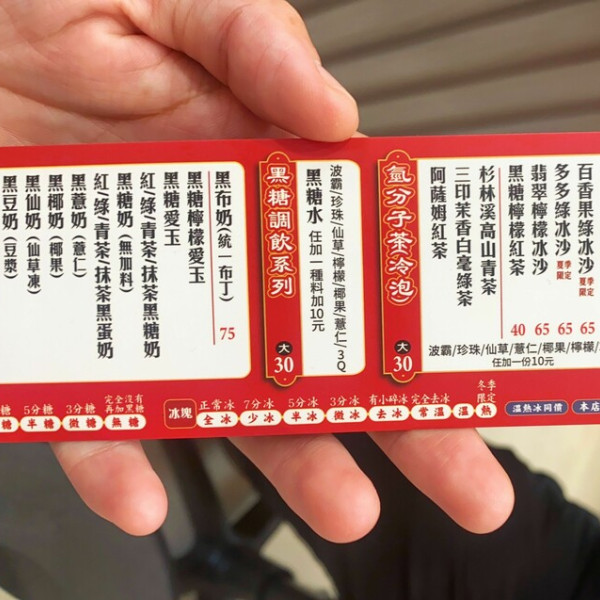 百香果綠冰沙 季定夏限
多多綠冰沙 季定夏限 65
翡翠檸檬冰沙 65
黑糖檸檬紅茶 40
杉林溪高山青茶
三印茉香白毫綠茶
阿薩姆紅茶
波霸/珍珠/仙草/薏仁/椰果/檸檬
任加一份10元
氫分子茶冷泡
大30
波霸/珍珠/仙草/檸檬/椰果/薏仁/3Q
黑糖水 任加一種料加10元
黑糖調飲系列
大30
黑布奶(統一布丁) 75
黑糖檸檬愛玉
黑糖愛玉
紅/綠/青茶/抹茶黑糖奶
黑糖奶(無加料)
紅/綠/青茶/抹茶黑蛋奶
黑薏奶(薏仁)
黑椰奶(椰果)
黑仙奶(仙草凍)
黑豆奶(豆漿)
糖 5分糖 3分糖 完全沒有再加黑糖
糖 半糖 微糖 無糖
冰塊 正常冰 7分冰 5分冰 3分冰 有小碎冰 完全去冰 冬季限定
全冰 少冰 半冰 微冰 去冰 常溫 溫 熱
溫熱冰同價
本店